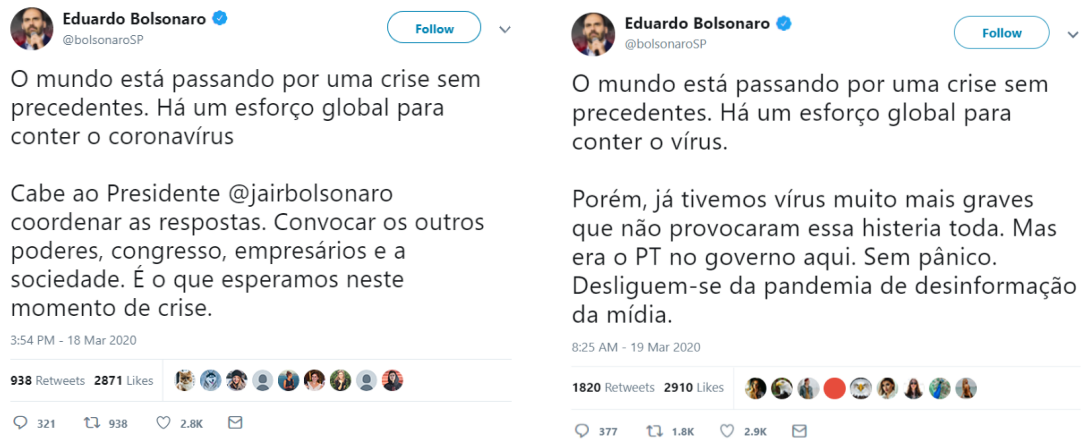 Eduardo Bolsonaro
@bolsonaroSP
Follow
O mundo está passando por uma crise sem
precedentes. Há um esforço global para
conter o coronavírus
Cabe ao Presidente @jairbolsonaro
coordenar as respostas. Convocar os outros
poderes, congresso, empresários e a
sociedade. É o que esperamos neste
momento de crise.
3:54 PM - 18 Mar 2020
938 Retweets 2871 Likes
321 938 2.8K
Eduardo Bolsonaro
@bolsonaroSP
Follow
O mundo está passando por uma crise sem
precedentes. Há um esforço global para
conter o vírus.
Porém, já tivemos vírus muito mais graves
que não provocaram essa histeria toda. Mas
era o PT no governo aqui. Sem pânico.
Desliguem-se da pandemia de desinformação
da mídia.
8:25 AM - 19 Mar 2020
1820 Retweets 2910 Likes
377 1.8K 2.9K